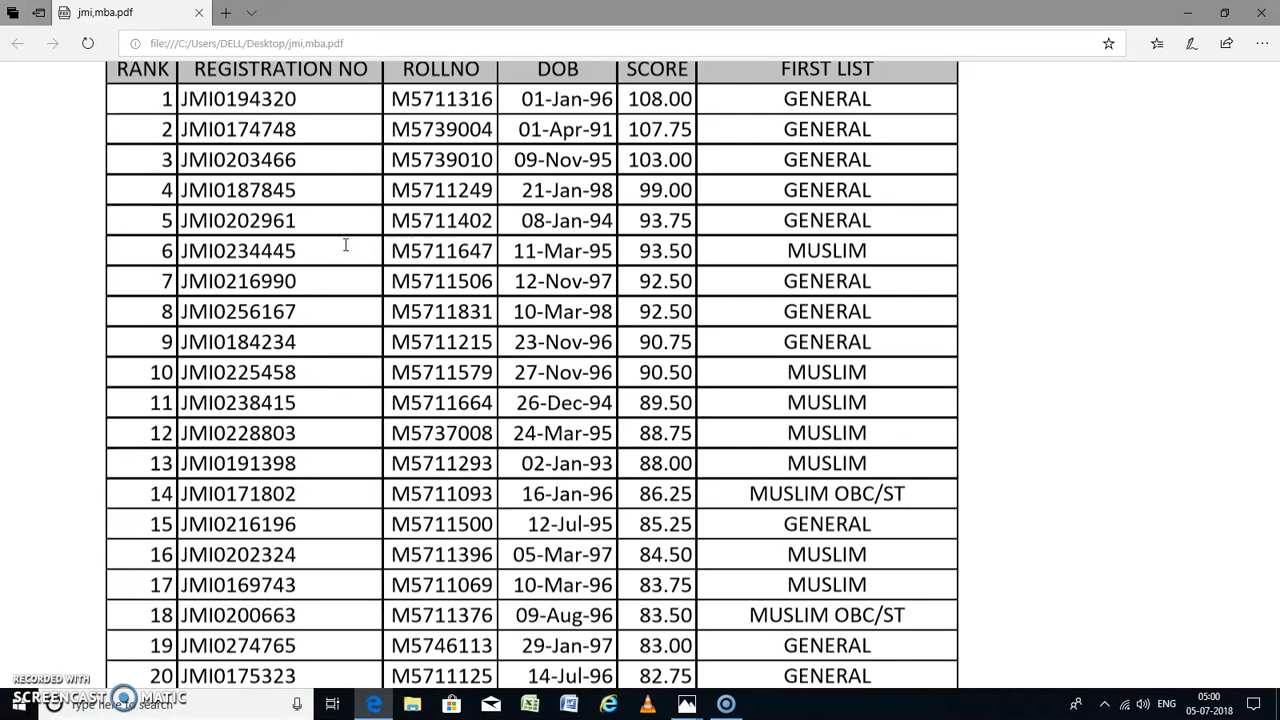 jmi,mba.pdf
file:///C:/Users/DELL/Desktop/jmi,mba.pdf
RANK REGISTRATION NO ROLLNO DOB SCORE FIRST LIST
1 JMI0194320 M5711316 01-Jan-96 108.00 GENERAL
2 JMI0174748 M5739004 01-Apr-91 107.75 GENERAL
3 JMI0203466 M5739010 09-Nov-95 103.00 GENERAL
4 JMI0187845 M5711249 21-Jan-98 99.00 GENERAL
5 JMI0202961 M5711402 08-Jan-94 93.75 GENERAL
6 JMI0234445 M5711647 11-Mar-95 93.50 MUSLIM
7 JMI0216990 M5711506 12-Nov-97 92.50 GENERAL
8 JMI0256167 M5711831 10-Mar-98 92.50 GENERAL
9 JMI0184234 M5711215 23-Nov-96 90.75 GENERAL
10 JMI0225458 M5711579 27-Nov-96 90.50 MUSLIM
11 JMI0238415 M5711664 26-Dec-94 89.50 MUSLIM
12 JMI0228803 M5737008 24-Mar-95 88.75 MUSLIM
13 JMI0191398 M5711293 02-Jan-93 88.00 MUSLIM
14 JMI0171802 M5711093 16-Jan-96 86.25 MUSLIM OBC/ST
15 JMI0216196 M5711500 12-Jul-95 85.25 GENERAL
16 JMI0202324 M5711396 05-Mar-97 84.50 MUSLIM
17 JMI0169743 M5711069 10-Mar-96 83.75 MUSLIM
18 JMI0200663 M5711376 09-Aug-96 83.50 MUSLIM OBC/ST
19 JMI0274765 M5746113 29-Jan-97 83.00 GENERAL
20 JMI0175323 M5711125 14-Jul-96 82.75 GENERAL
RECORDED WITH
SCREENCAST MATIC
Type here to search
ENG
05:00
05-07-2018